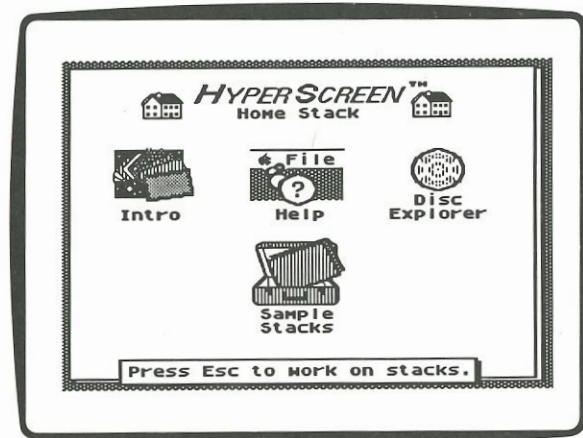 HYPERSCREEN™
Home Stack
File
?
Intro
Help
Disc
Explorer
Sample
Stacks
Press Esc to work on stacks.